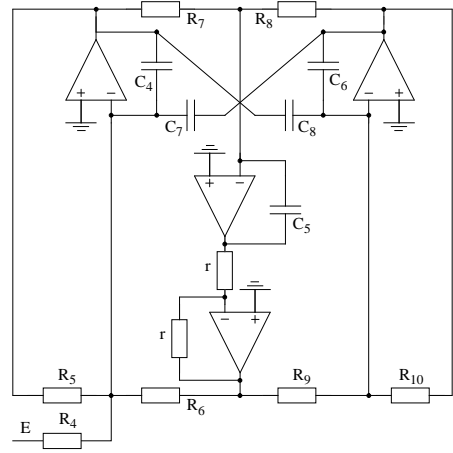 R7 R8
+ − − +
C4 C6
C7 C8
+ −
C5
r
− +
r
R5 R9 R10
R6
E R4